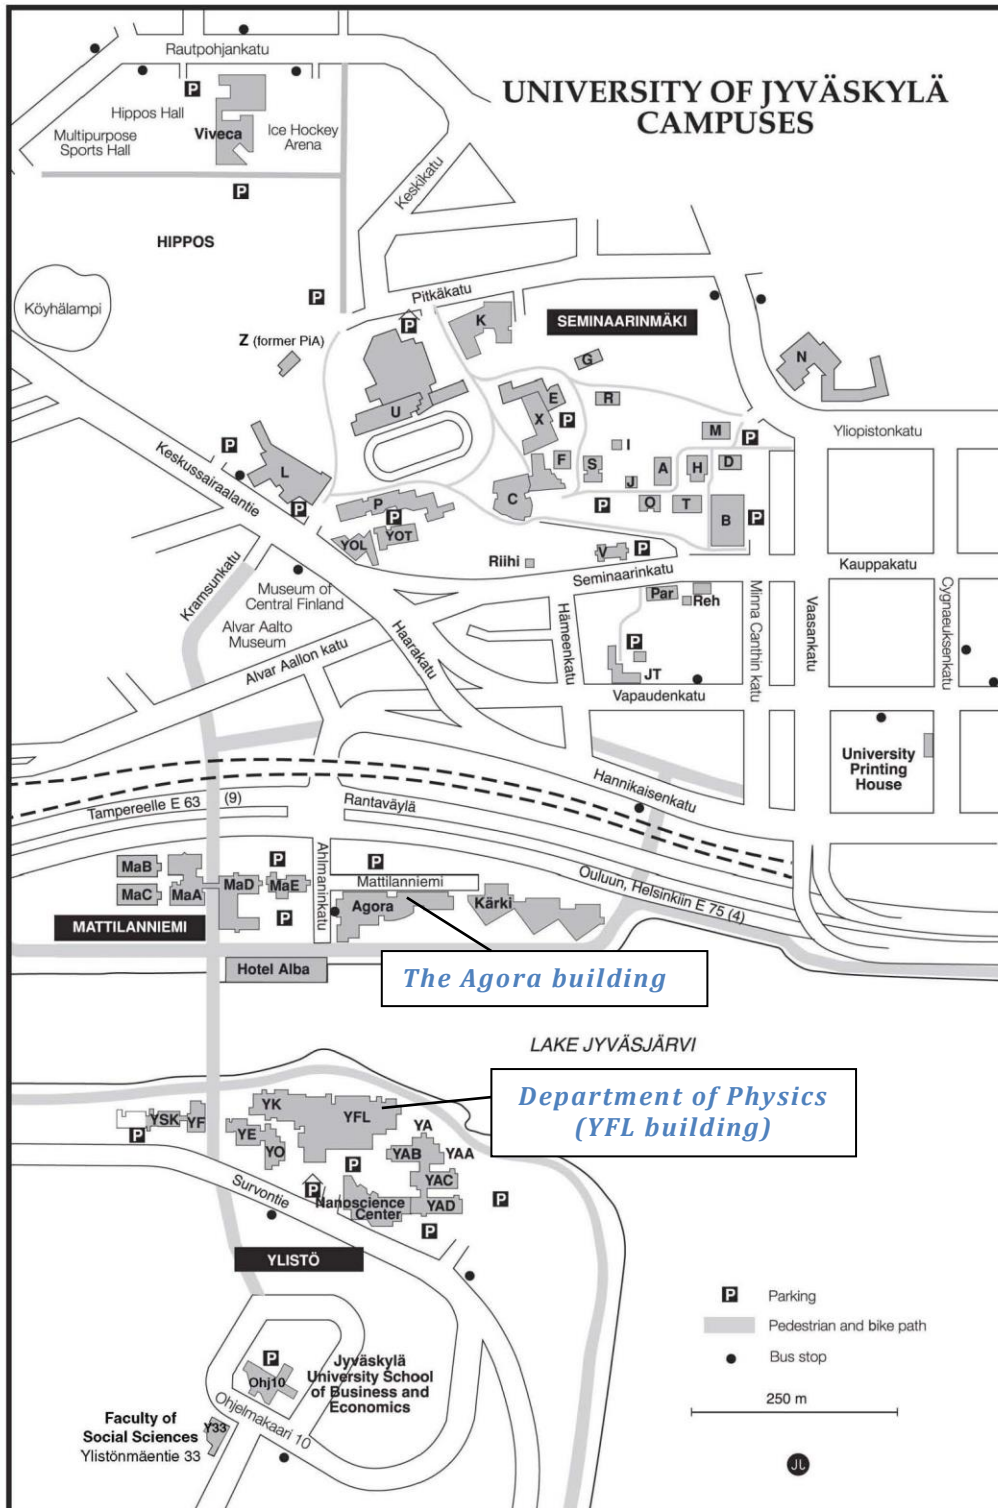 UNIVERSITY OF JYVÄSKYLÄ
CAMPUSES
Rautpohjankatu
P
Hippos Hall
Viveca
Ice Hockey
Arena
Multipurpose
Sports Hall
P
Keskikatu
HIPPOS
P
Köyhälampi
Pitkäkatu
P
K
SEMINAARINMÄKI
Z (former PiA)
G
N
E
R
U
X
P
I
M
P
Yliopistonkatu
P
L
Keskussairaalantie
F
S
A
H
D
J
C
P
O
T
B
P
P
P
P
YOL
YOT
Riihi
V
P
Seminaarinkatu
Kauppakatu
Kramsunkatu
Museum of
Central Finland
Alvar Aalto
Museum
Haarakatu
Hämeenkatu
Par
Reh
Minna Canthin katu
Vaasankatu
Cygnaeuksenkatu
Alvar Aallon katu
P
JT
Vapaudenkatu
University
Printing
House
Hannikaisenkatu
Tampereelle E 63 (9)
Rantaväylä
Ahlmaninkatu
MaB
P
P
MaC
MaA
MaD
MaE
Mattilanniemi
Agora
Kärki
Ouluun, Helsinkiin E 75 (4)
P
MATTILANNIEMI
Hotel Alba
The Agora building
LAKE JYVÄSJÄRVI
Department of Physics
(YFL building)
YK
YFL
YSK
YF
P
YE
YO
YA
YAB
YAA
P
YAC
Survontie
P
Nanoscience
Center
YAD
P
P
YLISTÖ
P
Parking
Pedestrian and bike path
Bus stop
250 m
P
Ohj10
Jyväskylä
University School
of Business and
Economics
Ohjelmakaari 10
Faculty of
Social Sciences
Ylistönmäentie 33
Y33
JL